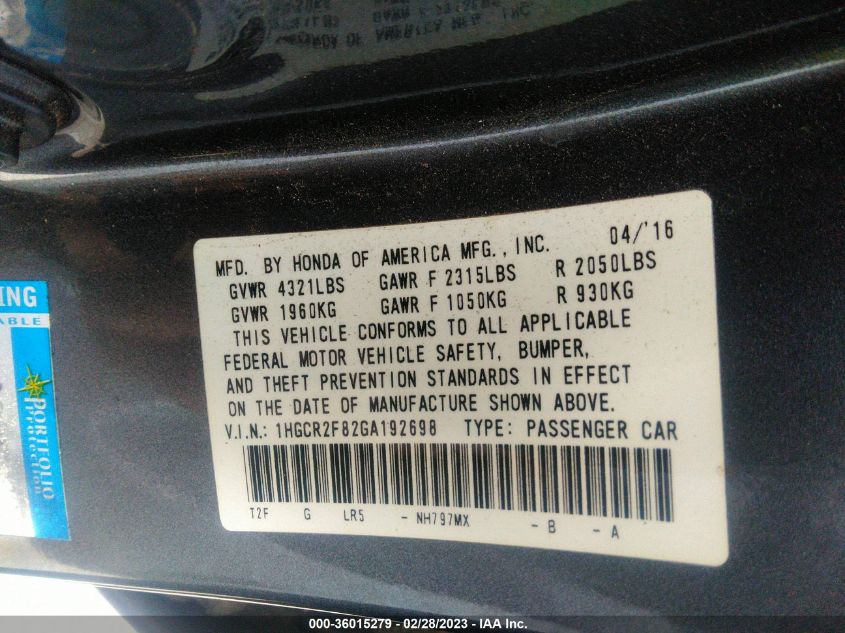 MFD. BY HONDA OF AMERICA MFG., INC. 04/'16
GVWR 4321LBS GAWR F 2315LBS R 2050LBS
GVWR 1960KG GAWR F 1050KG R 930KG
THIS VEHICLE CONFORMS TO ALL APPLICABLE
FEDERAL MOTOR VEHICLE SAFETY, BUMPER,
AND THEFT PREVENTION STANDARDS IN EFFECT
ON THE DATE OF MANUFACTURE SHOWN ABOVE.
V.I.N.: 1HGCR2F82GA192698 TYPE: PASSENGER CAR
T2F G LR5 - NH797MX - B - A
PORTFOLIO
Protection
000-36015279 - 02/28/2023 - IAA Inc.